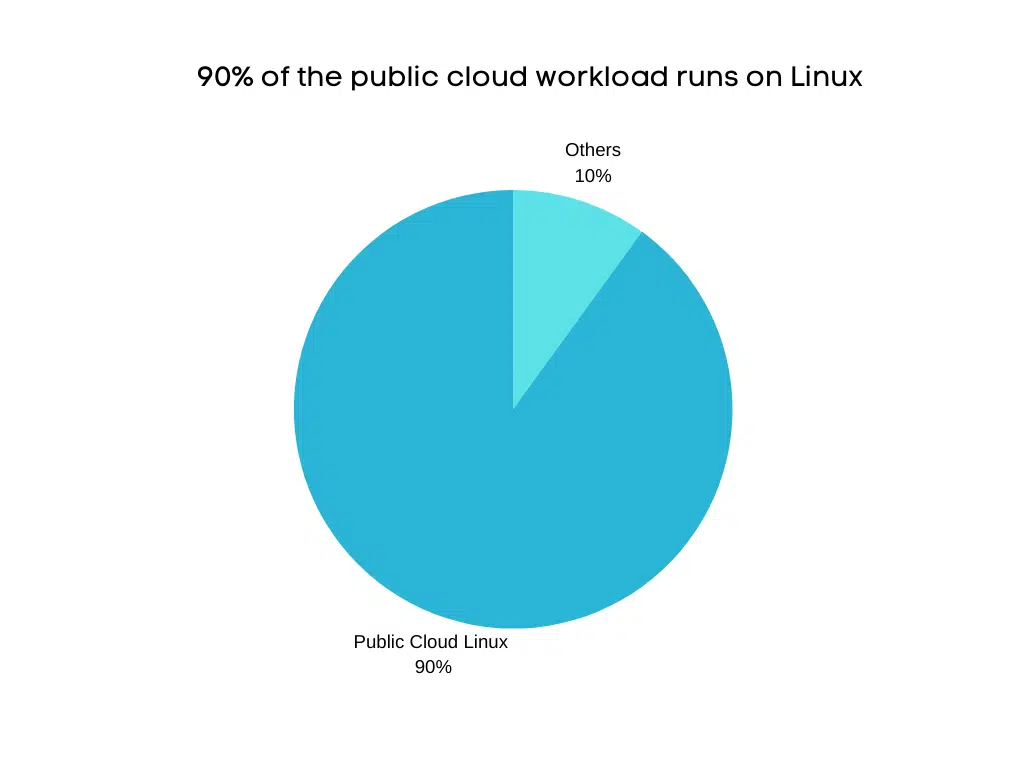 90% of the public cloud workload runs on Linux
Others
10%
Public Cloud Linux
90%